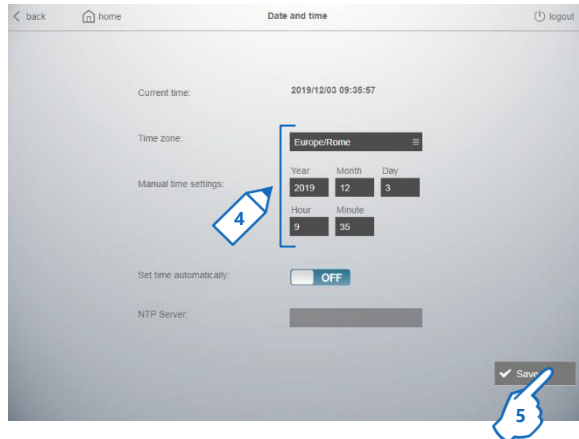 back home Date and time logout
Current time: 2019/12/03 09:35:57
Time zone: Europe/Rome
Manual time settings:
Year Month Day
2019 12 3
4
Hour Minute
9 35
Set time automatically: OFF
NTP Server:
Save
5